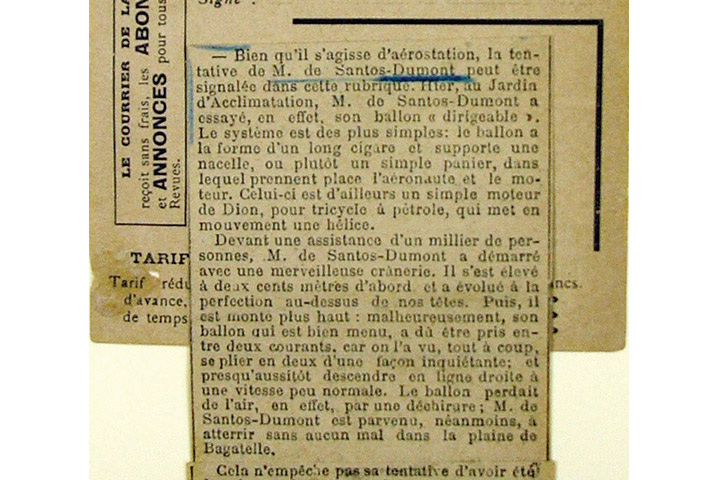 Signé :
LE COURRIER DE LA
reçoit sans frais, les ABON
et ANNONCES pour tous
Revues.
TARIF
Tarif rédu
d'avance.
de temps
ncs.
— Bien qu'il s'agisse d'aérostation, la ten-
tative de M. de Santos-Dumont peut être
signalée dans cette rubrique. Hier, au Jardin
d'Acclimatation, M. de Santos-Dumont a
essayé, en effet, son ballon « dirigeable ».
Le système est des plus simples: le ballon a
la forme d'un long cigare et supporte une
nacelle, ou plutôt un simple panier, dans
lequel prennent place l'aéronaute et le mo-
teur. Celui-ci est d'ailleurs un simple moteur
de Dion, pour tricycle à pétrole, qui met en
mouvement une hélice.
Devant une assistance d'un millier de per-
sonnes, M. de Santos-Dumont a démarré
avec une merveilleuse crânerie. Il s'est élevé
à deux cents mètres d'abord et a évolué à la
perfection au-dessus de nos têtes. Puis, il
est monté plus haut : malheureusement, son
ballon qui est bien menu, a dû être pris en-
tre deux courants, car on l'a vu, tout à coup,
se plier en deux d'une façon inquiétante; et
presqu'aussitôt descendre en ligne droite à
une vitesse peu normale. Le ballon perdait
de l'air, en effet, par une déchirure ; M. de
Santos-Dumont est parvenu, néanmoins, à
atterrir sans aucun mal dans la plaine de
Bagatelle.
Cela n'empêche pas sa tentative d'avoir été